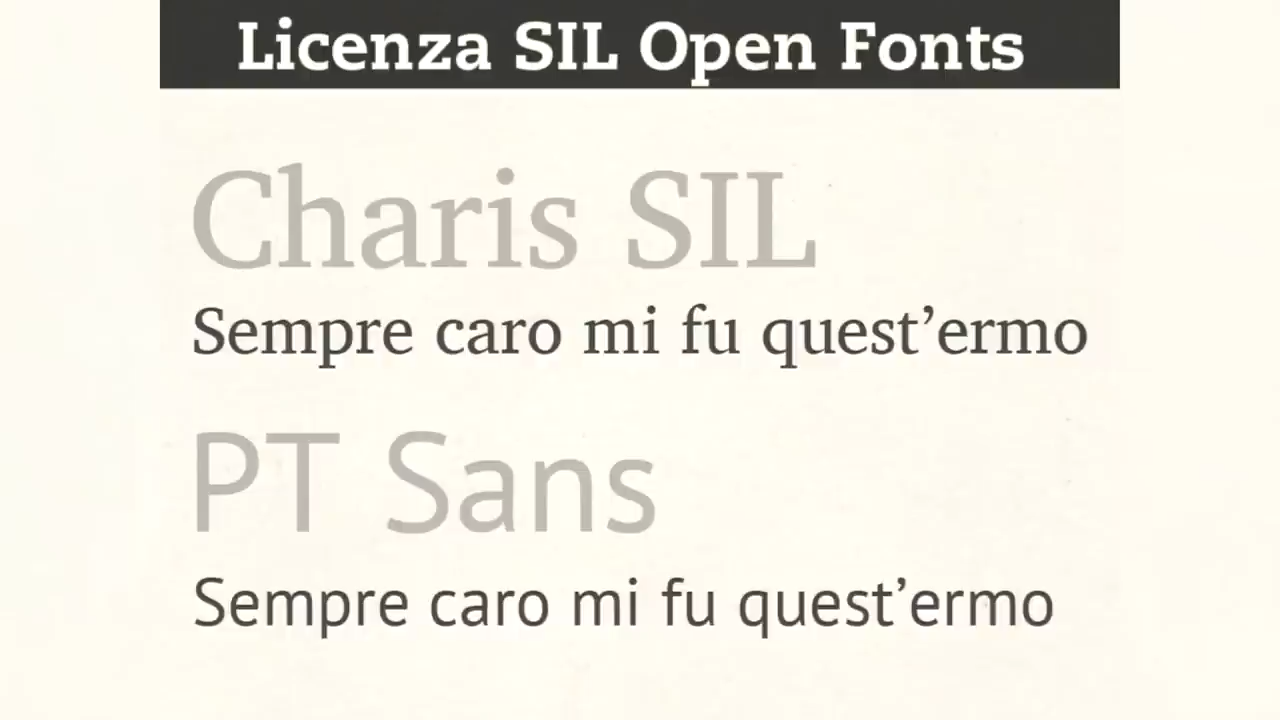 Licenza SIL Open Fonts
Charis SIL
Sempre caro mi fu quest’ermo
PT Sans
Sempre caro mi fu quest’ermo